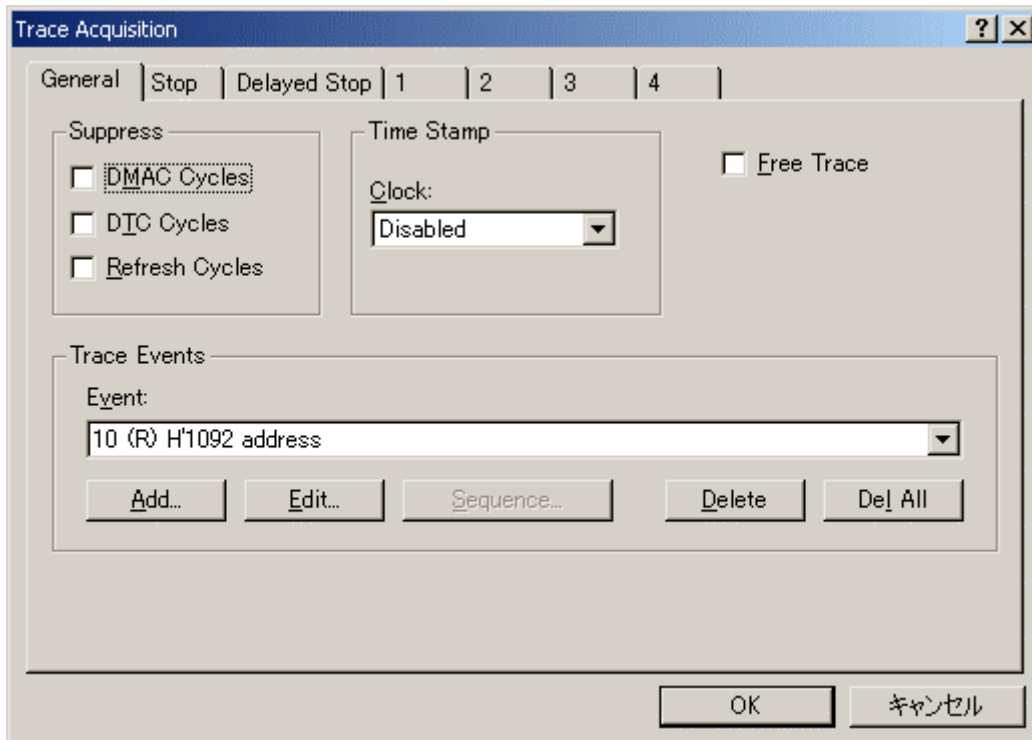 Trace Acquisition
General Stop Delayed Stop 1 2 3 4
Suppress
DMAC Cycles
DTC Cycles
Refresh Cycles
Time Stamp
Clock:
Disabled
Free Trace
Trace Events
Event:
10 (R) H'1092 address
Add... Edit... Sequence... Delete Del All
OK キャンセル